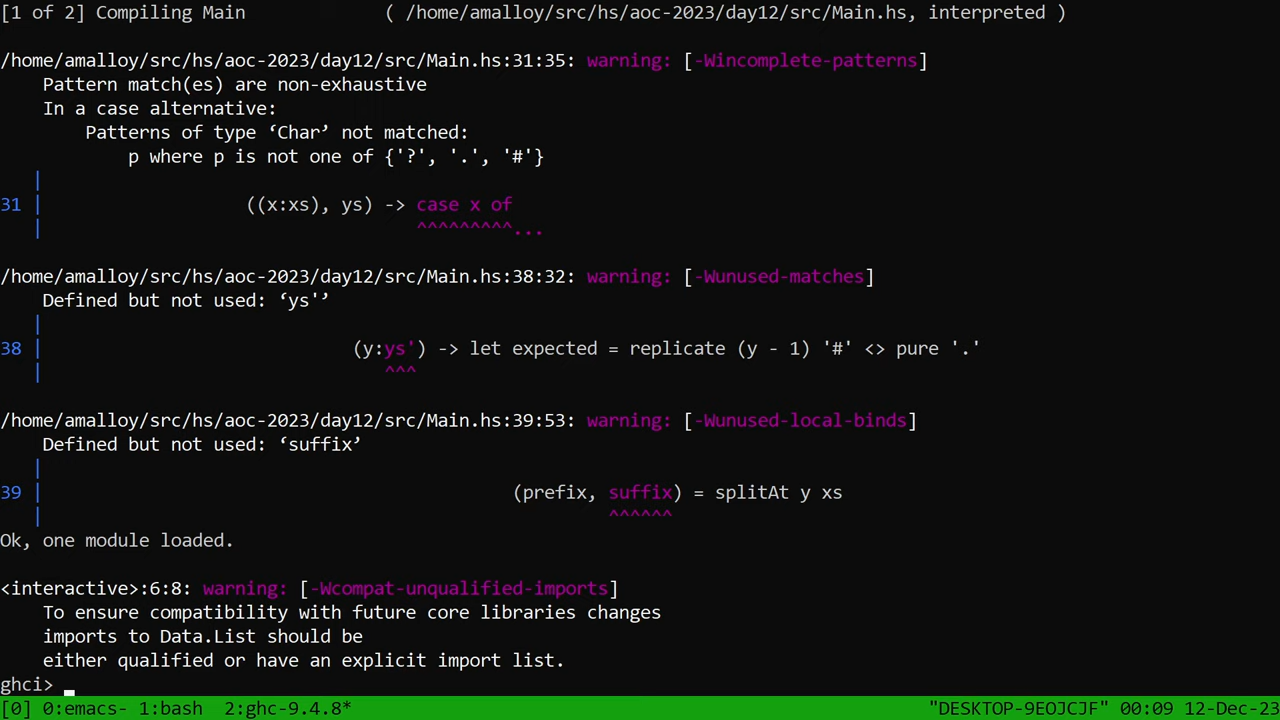 [1 of 2] Compiling Main             ( /home/amalloy/src/hs/aoc-2023/day12/src/Main.hs, interpreted )
/home/amalloy/src/hs/aoc-2023/day12/src/Main.hs:31:35: warning: [-Wincomplete-patterns]
    Pattern match(es) are non-exhaustive
    In a case alternative:
        Patterns of type ‘Char’ not matched:
            p where p is not one of {'?', '.', '#'}
   |
31 |                   ((x:xs), ys) -> case x of
   |                                   ^^^^^^^^^...
/home/amalloy/src/hs/aoc-2023/day12/src/Main.hs:38:32: warning: [-Wunused-matches]
    Defined but not used: ‘ys'’
   |
38 |                             (y:ys') -> let expected = replicate (y - 1) '#' <> pure '.'
   |                                ^^^
/home/amalloy/src/hs/aoc-2023/day12/src/Main.hs:39:53: warning: [-Wunused-local-binds]
    Defined but not used: ‘suffix’
   |
39 |                                            (prefix, suffix) = splitAt y xs
   |                                                     ^^^^^^
Ok, one module loaded.
<interactive>:6:8: warning: [-Wcompat-unqualified-imports]
    To ensure compatibility with future core libraries changes
    imports to Data.List should be
    either qualified or have an explicit import list.
ghci>
[0] 0:emacs- 1:bash  2:ghc-9.4.8*                                                      "DESKTOP-9EOJCJF" 00:09 12-Dec-23